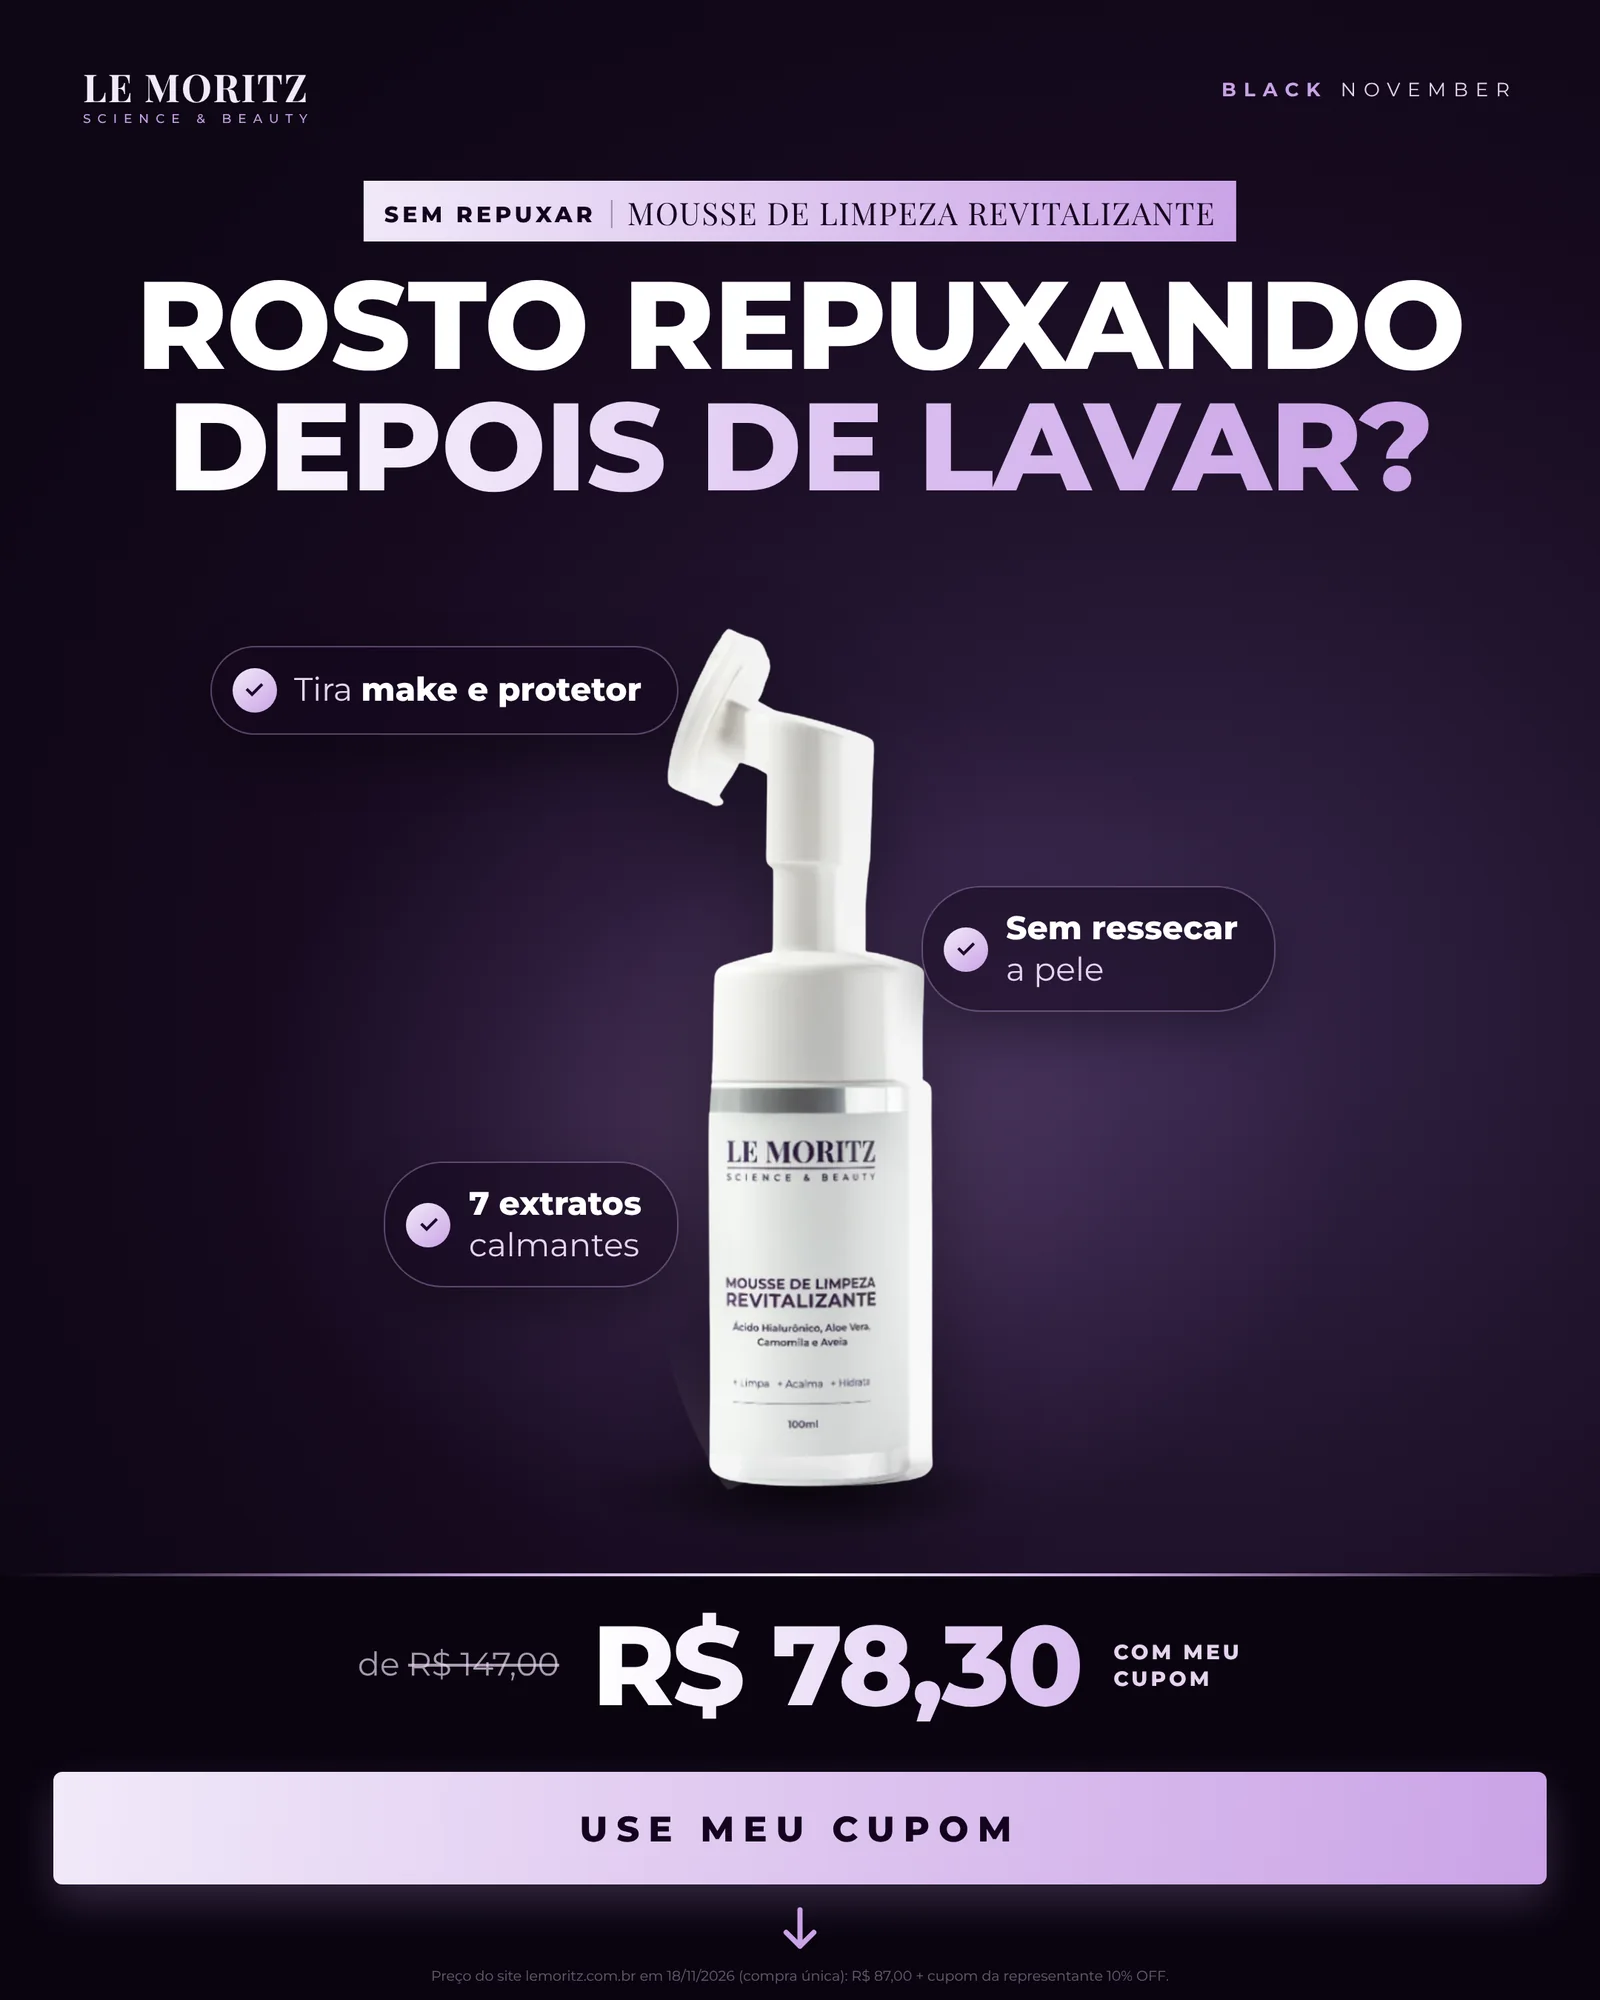 LE MORITZ
SCIENCE & BEAUTY
BLACK NOVEMBER
SEM REPUXAR | MOUSSE DE LIMPEZA REVITALIZANTE
ROSTO REPUXANDO
DEPOIS DE LAVAR?
Tira make e protetor
Sem ressecar
a pele
7 extratos
calmantes
LE MORITZ
SCIENCE & BEAUTY
MOUSSE DE LIMPEZA
REVITALIZANTE
Ácido Hialurônico, Aloe Vera,
Camomila e Aveia
+ Limpa + Acalma + Hidrata
100ml
de R$ 147,00
R$ 78,30
COM MEU
CUPOM
USE MEU CUPOM
Preço do site lemoritz.com.br em 18/11/2026 (compra única): R$ 87,00 + cupom da representante 10% OFF.